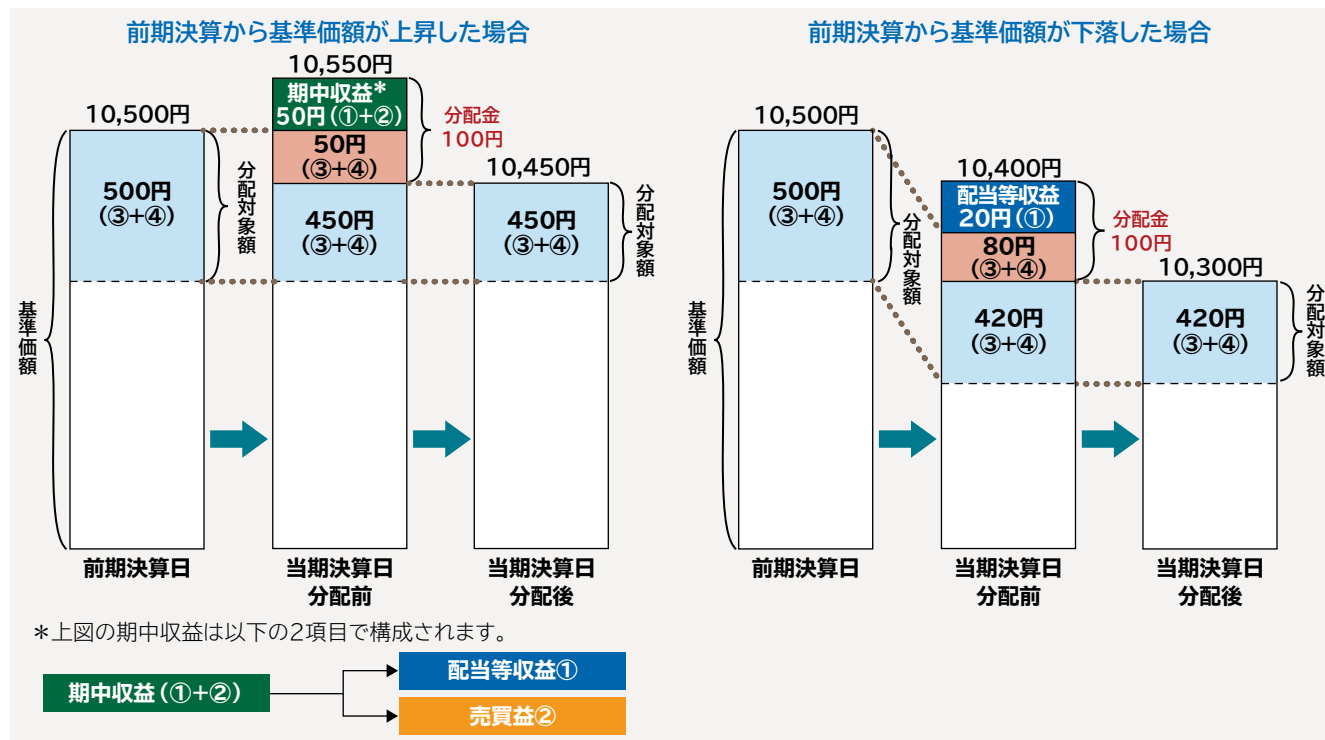 前期決算から基準価額が上昇した場合
10,500円
500円
(③+④)
分配対象額
基準価額
前期決算日
10,550円
期中収益*
50円(①+②)
50円
(③+④)
450円
(③+④)
分配金
100円
当期決算日
分配前
10,450円
450円
(③+④)
分配対象額
当期決算日
分配後
*上図の期中収益は以下の2項目で構成されます。
期中収益(①+②)
配当等収益①
売買益②
前期決算から基準価額が下落した場合
10,500円
500円
(③+④)
分配対象額
基準価額
前期決算日
10,400円
配当等収益
20円(①)
80円
(③+④)
420円
(③+④)
分配金
100円
当期決算日
分配前
10,300円
420円
(③+④)
分配対象額
当期決算日
分配後